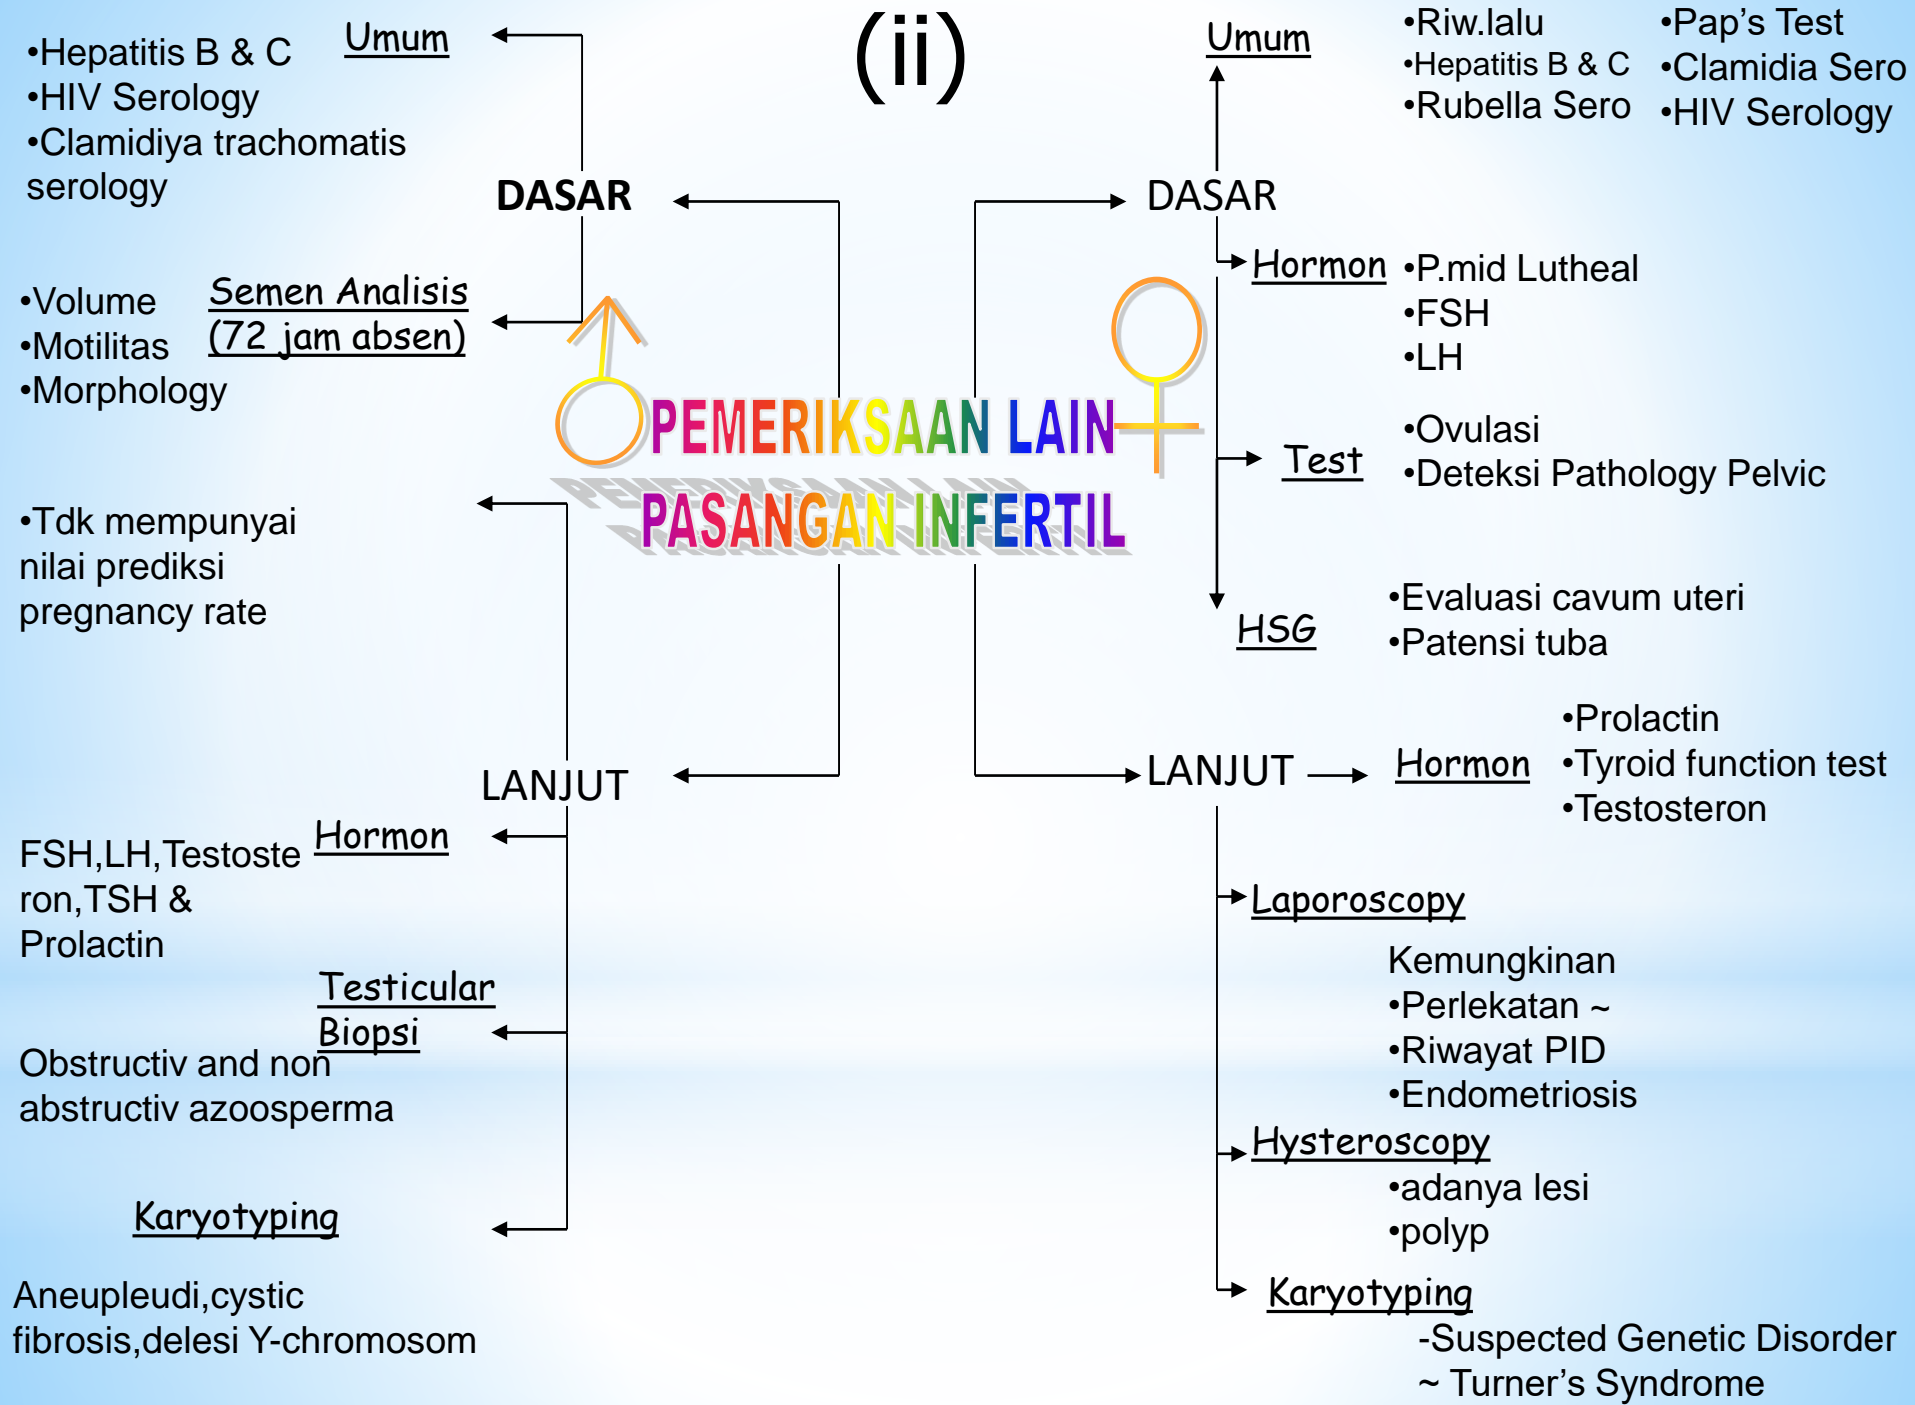 (ii)
•Hepatitis B & C
•HIV Serology
•Clamidiya trachomatis
serology
Umum
DASAR
•Volume
•Motilitas
•Morphology
Semen Analisis
(72 jam absen)
•Tdk mempunyai
nilai prediksi
pregnancy rate
LANJUT
Hormon
FSH,LH,Testoste
ron,TSH &
Prolactin
Testicular
Biopsi
Obstructiv and non
abstructiv azoosperma
Karyotyping
Aneupleudi,cystic
fibrosis,delesi Y-chromosom
PEMERIKSAAN LAIN
PASANGAN INFERTIL
Umum
•Riw.lalu
•Hepatitis B & C
•Rubella Sero
•Pap’s Test
•Clamidia Sero
•HIV Serology
DASAR
Hormon
•P.mid Lutheal
•FSH
•LH
Test
•Ovulasi
•Deteksi Pathology Pelvic
HSG
•Evaluasi cavum uteri
•Patensi tuba
LANJUT
Hormon
•Prolactin
•Tyroid function test
•Testosteron
Laporoscopy
Kemungkinan
•Perlekatan ~
•Riwayat PID
•Endometriosis
Hysteroscopy
•adanya lesi
•polyp
Karyotyping
-Suspected Genetic Disorder
~ Turner’s Syndrome